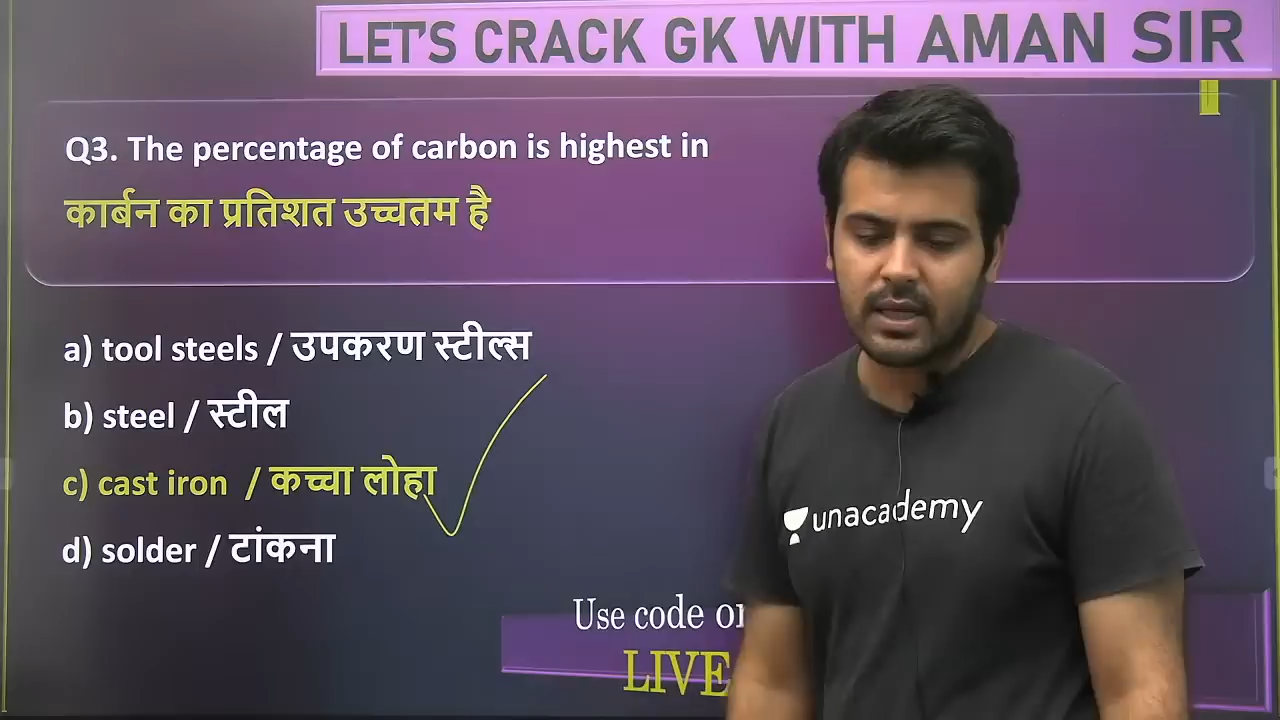 LET'S CRACK GK WITH AMAN SIR
Q3. The percentage of carbon is highest in
कार्बन का प्रतिशत उच्चतम है
a) tool steels / उपकरण स्टील्स
b) steel / स्टील
c) cast iron / कच्चा लोहा
d) solder / टांकना
unacademy
Use code
LIVE